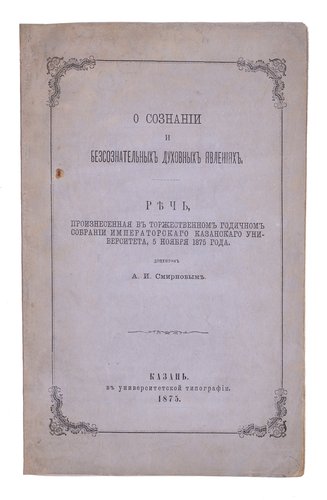 О СОЗНАНІИ
И
БЕЗСОЗНАТЕЛЬНЫХЪ ДУХОВНЫХЪ ЯВЛЕНІЯХЪ.
РѢЧЬ,
ПРОИЗНЕСЕННАЯ ВЪ ТОРЖЕСТВЕННОМЪ ГОДИЧНОМЪ
СОБРАНІИ ИМПЕРАТОРСКАГО КАЗАНСКАГО УНИ-
ВЕРСИТЕТА, 5 НОЯБРЯ 1875 ГОДА.
ДОЦЕНТОМЪ
А. И. Смирновымъ.
КАЗАНЬ.
въ университетской типографіи.
1875.